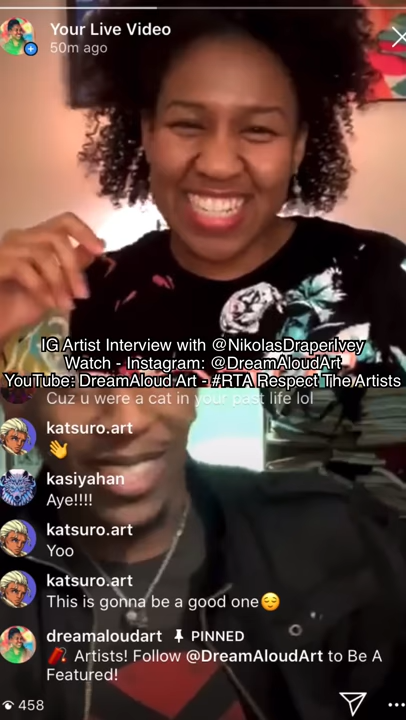 Your Live Video
50m ago
IG Artist Interview with @NikolasDraperIvey
Watch - Instagram: @DreamAloudArt
YouTube: DreamAloud Art - #RTA Respect The Artists
Cuz u were a cat in your past life lol
katsuro.art
👋
kasiyahan
Aye!!!!
katsuro.art
Yoo
katsuro.art
This is gonna be a good one😌
dreamaloudart PINNED
🧨 Artists! Follow @DreamAloudArt to Be A
Featured!
458